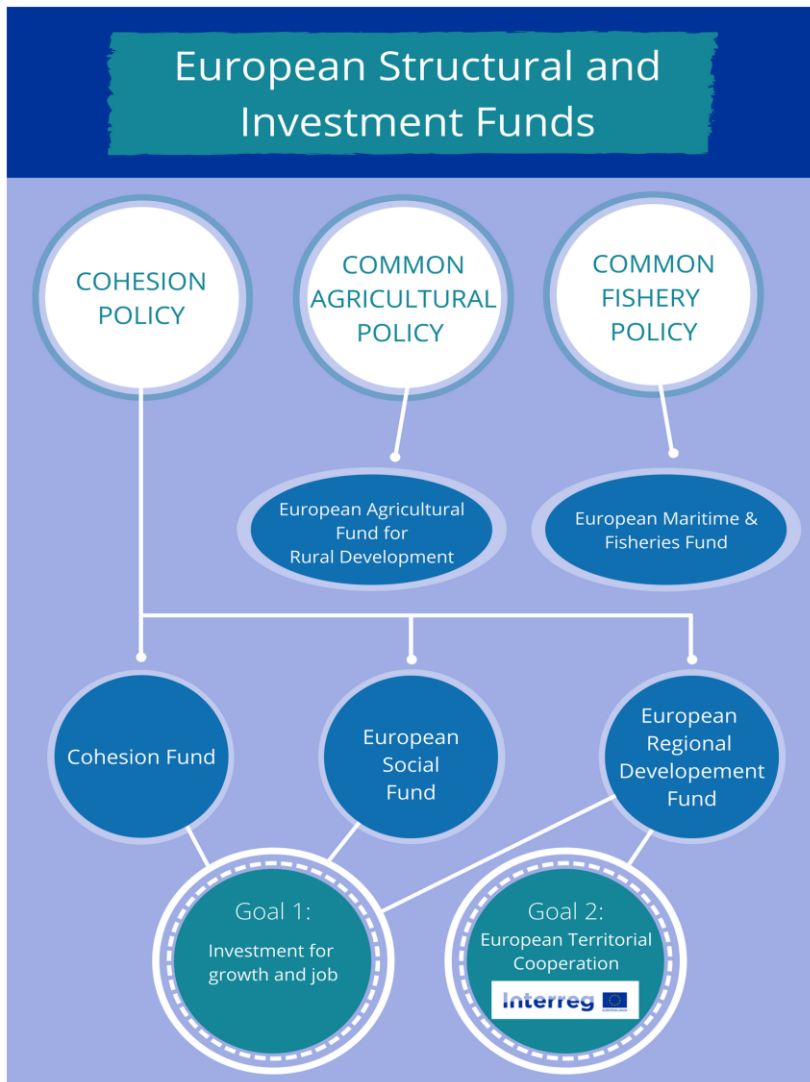 European Structural and
Investment Funds
COHESION
POLICY
COMMON
AGRICULTURAL
POLICY
COMMON
FISHERY
POLICY
European Agricultural
Fund for
Rural Development
European Maritime &
Fisheries Fund
Cohesion Fund
European
Social
Fund
European
Regional
Developement
Fund
Goal 1:
Investment for
growth and job
Goal 2:
European Territorial
Cooperation
Interreg